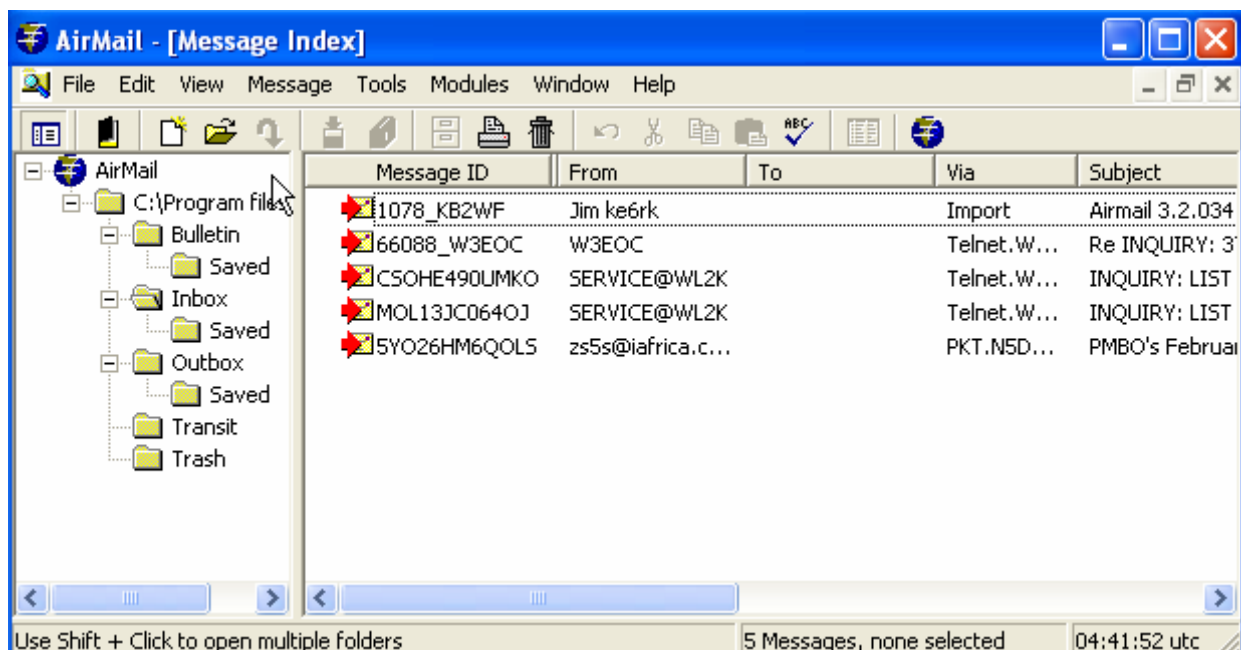 AirMail - [Message Index]
File Edit View Message Tools Modules Window Help
ABC
AirMail
C:\Program files
Bulletin
Saved
Inbox
Saved
Outbox
Saved
Transit
Trash
Message ID From To Via Subject
1078_KB2WF Jim ke6rk Import Airmail 3.2.034
66088_W3EOC W3EOC Telnet.W... Re INQUIRY: 3
CSOHE490UMKO SERVICE@WL2K Telnet.W... INQUIRY: LIST
MOL13JC064OJ SERVICE@WL2K Telnet.W... INQUIRY: LIST
5YO26HM6QOLS zs5s@iafrica.c... PKT.N5D... PMBO's Februar
Use Shift + Click to open multiple folders 5 Messages, none selected 04:41:52 utc